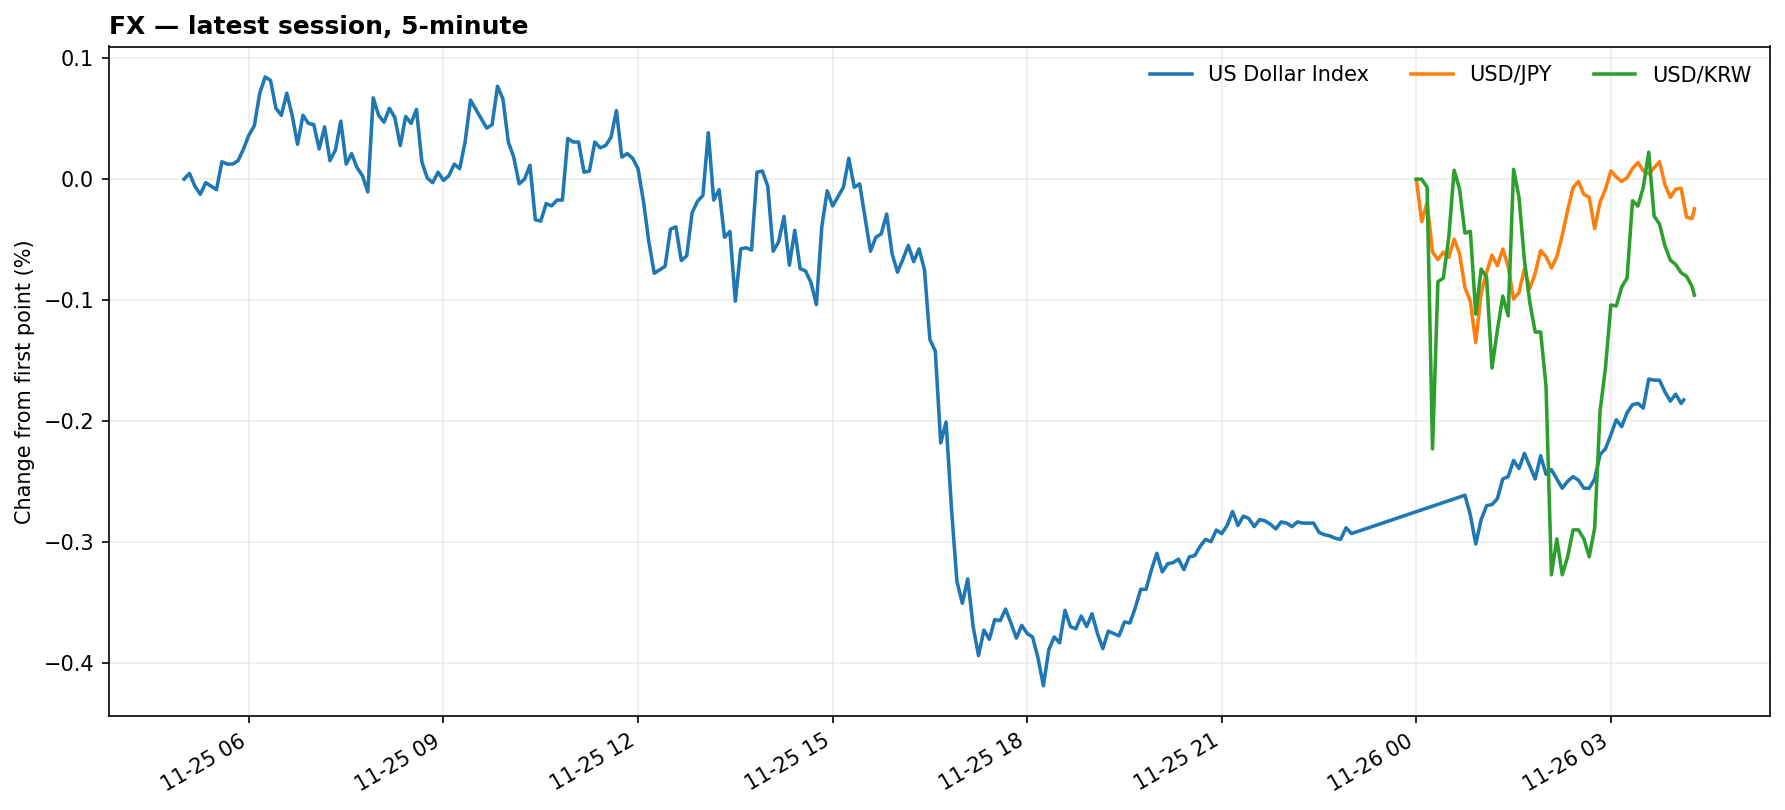 FX — latest session, 5-minute
US Dollar Index
USD/JPY
USD/KRW
Change from first point (%)
0.1
0.0
−0.1
−0.2
−0.3
−0.4
11-25 06
11-25 09
11-25 12
11-25 15
11-25 18
11-25 21
11-26 00
11-26 03